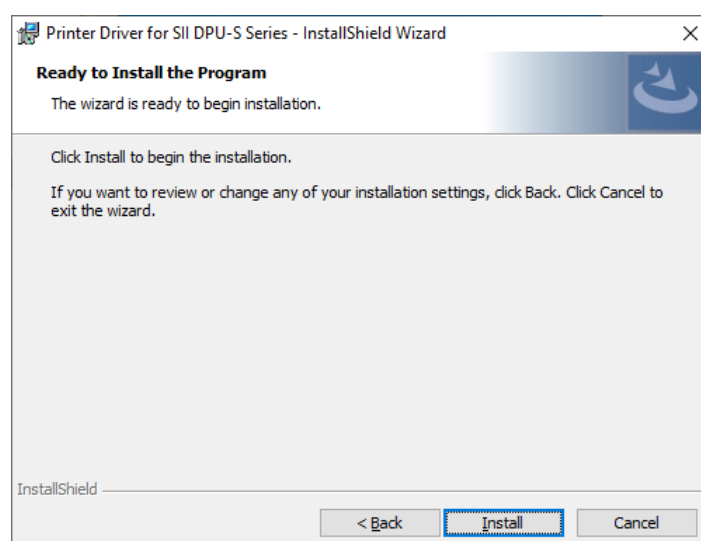 Printer Driver for SII DPU-S Series - InstallShield Wizard
Ready to Install the Program
The wizard is ready to begin installation.
Click Install to begin the installation.
If you want to review or change any of your installation settings, click Back. Click Cancel to
exit the wizard.
InstallShield
< Back
Install
Cancel